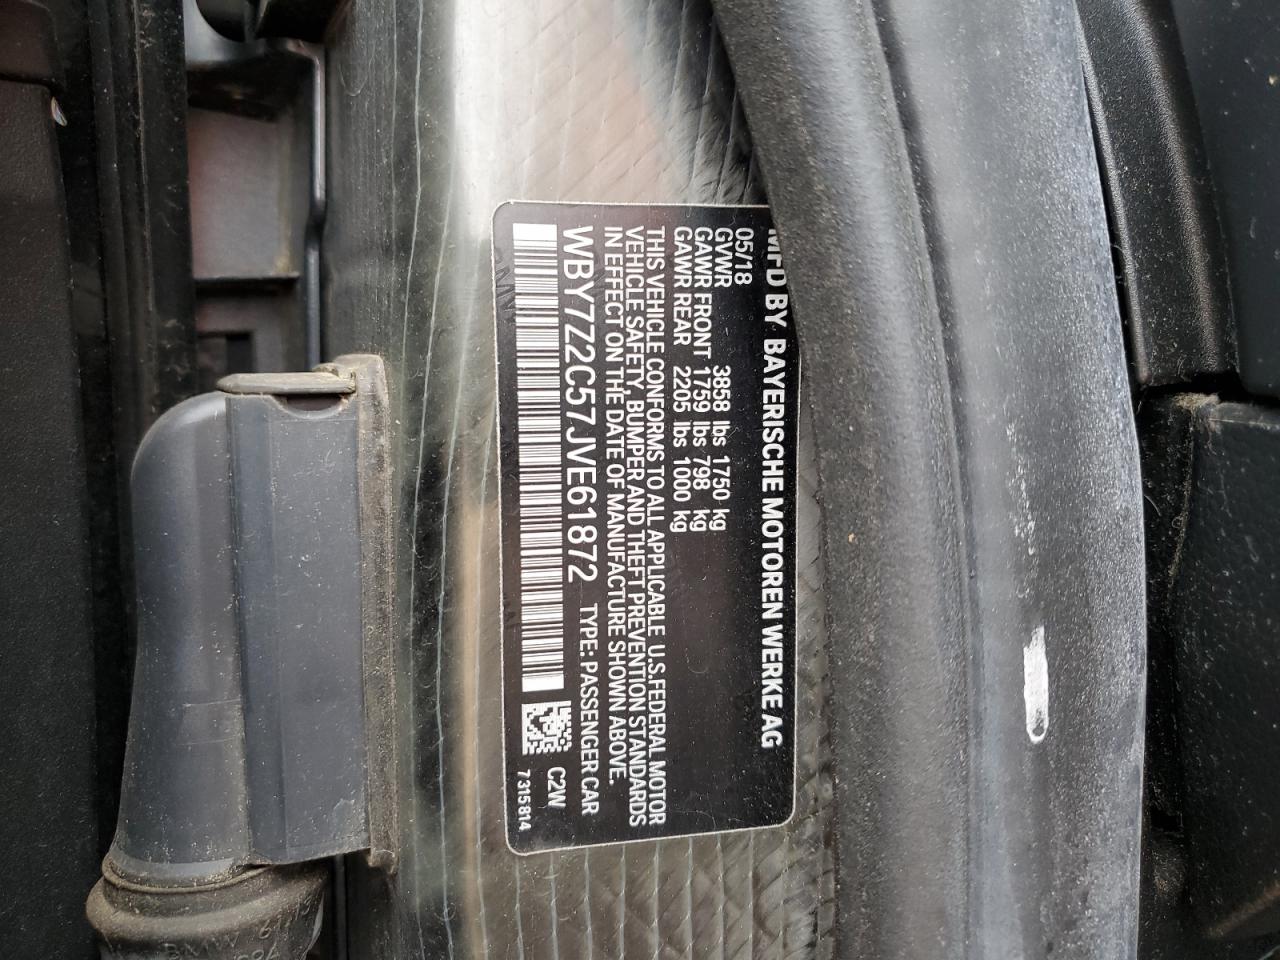 MFD BY BAYERISCHE MOTOREN WERKE AG
05/18
GVWR 3858 lbs 1750 kg
GAWR FRONT 1759 lbs 798 kg
GAWR REAR 2205 lbs 1000 kg
THIS VEHICLE CONFORMS TO ALL APPLICABLE U.S.FEDERAL MOTOR
VEHICLE SAFETY, BUMPER AND THEFT PREVENTION STANDARDS
IN EFFECT ON THE DATE OF MANUFACTURE SHOWN ABOVE.
WBY7Z2C57JVE61872 TYPE: PASSENGER CAR
C2W
7315814
BMW